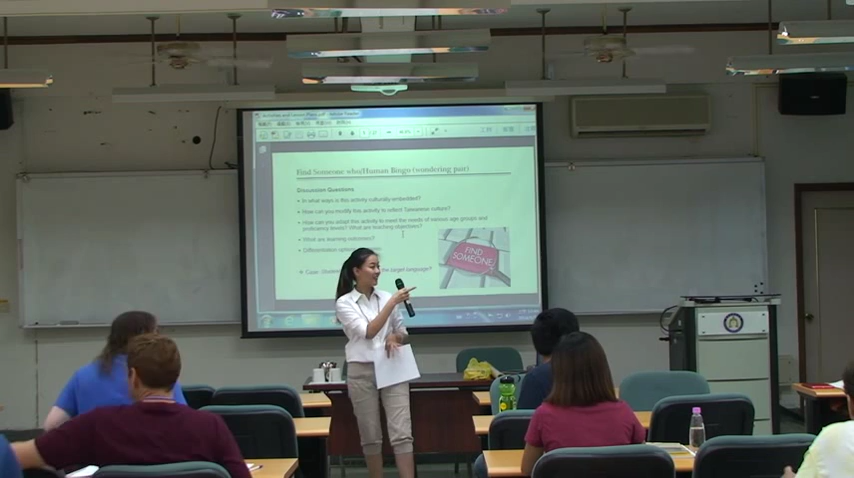 Find Someone who/Human Bingo (wondering part)
Discussion Questions
In what ways is this activity culturally embedded?
How can you modify this activity to reflect Taiwanese culture?
How can you adapt this activity to meet the needs of various age groups and
proficiency levels? What are teaching objectives?
What are learning outcomes?
Differentiation
the target language?
FIND
SOMEONE